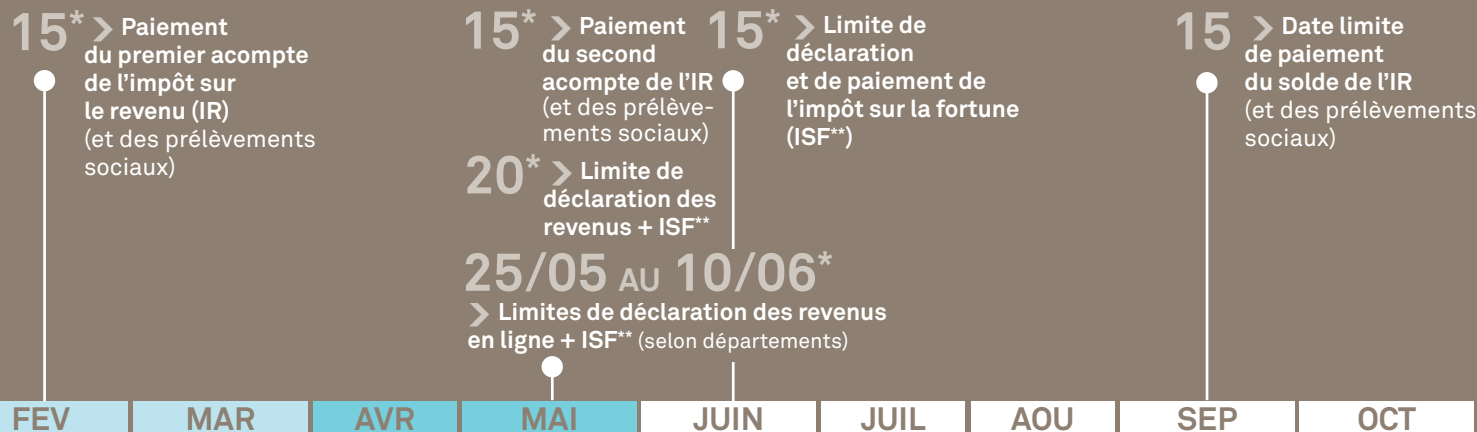 15* > Paiement
du premier acompte
de l'impôt sur
le revenu (IR)
(et des prélèvements
sociaux)
15* > Paiement
du second
acompte de l'IR
(et des prélève-
ments sociaux)
20* > Limite de
déclaration des
revenus + ISF**
25/05 AU 10/06*
> Limites de déclaration des revenus
en ligne + ISF** (selon départements)
15* > Limite de
déclaration
et de paiement de
l'impôt sur la fortune
(ISF**)
15 > Date limite
de paiement
du solde de l'IR
(et des prélèvements
sociaux)
FEV MAR AVR MAI JUIN JUIL AOU SEP OCT